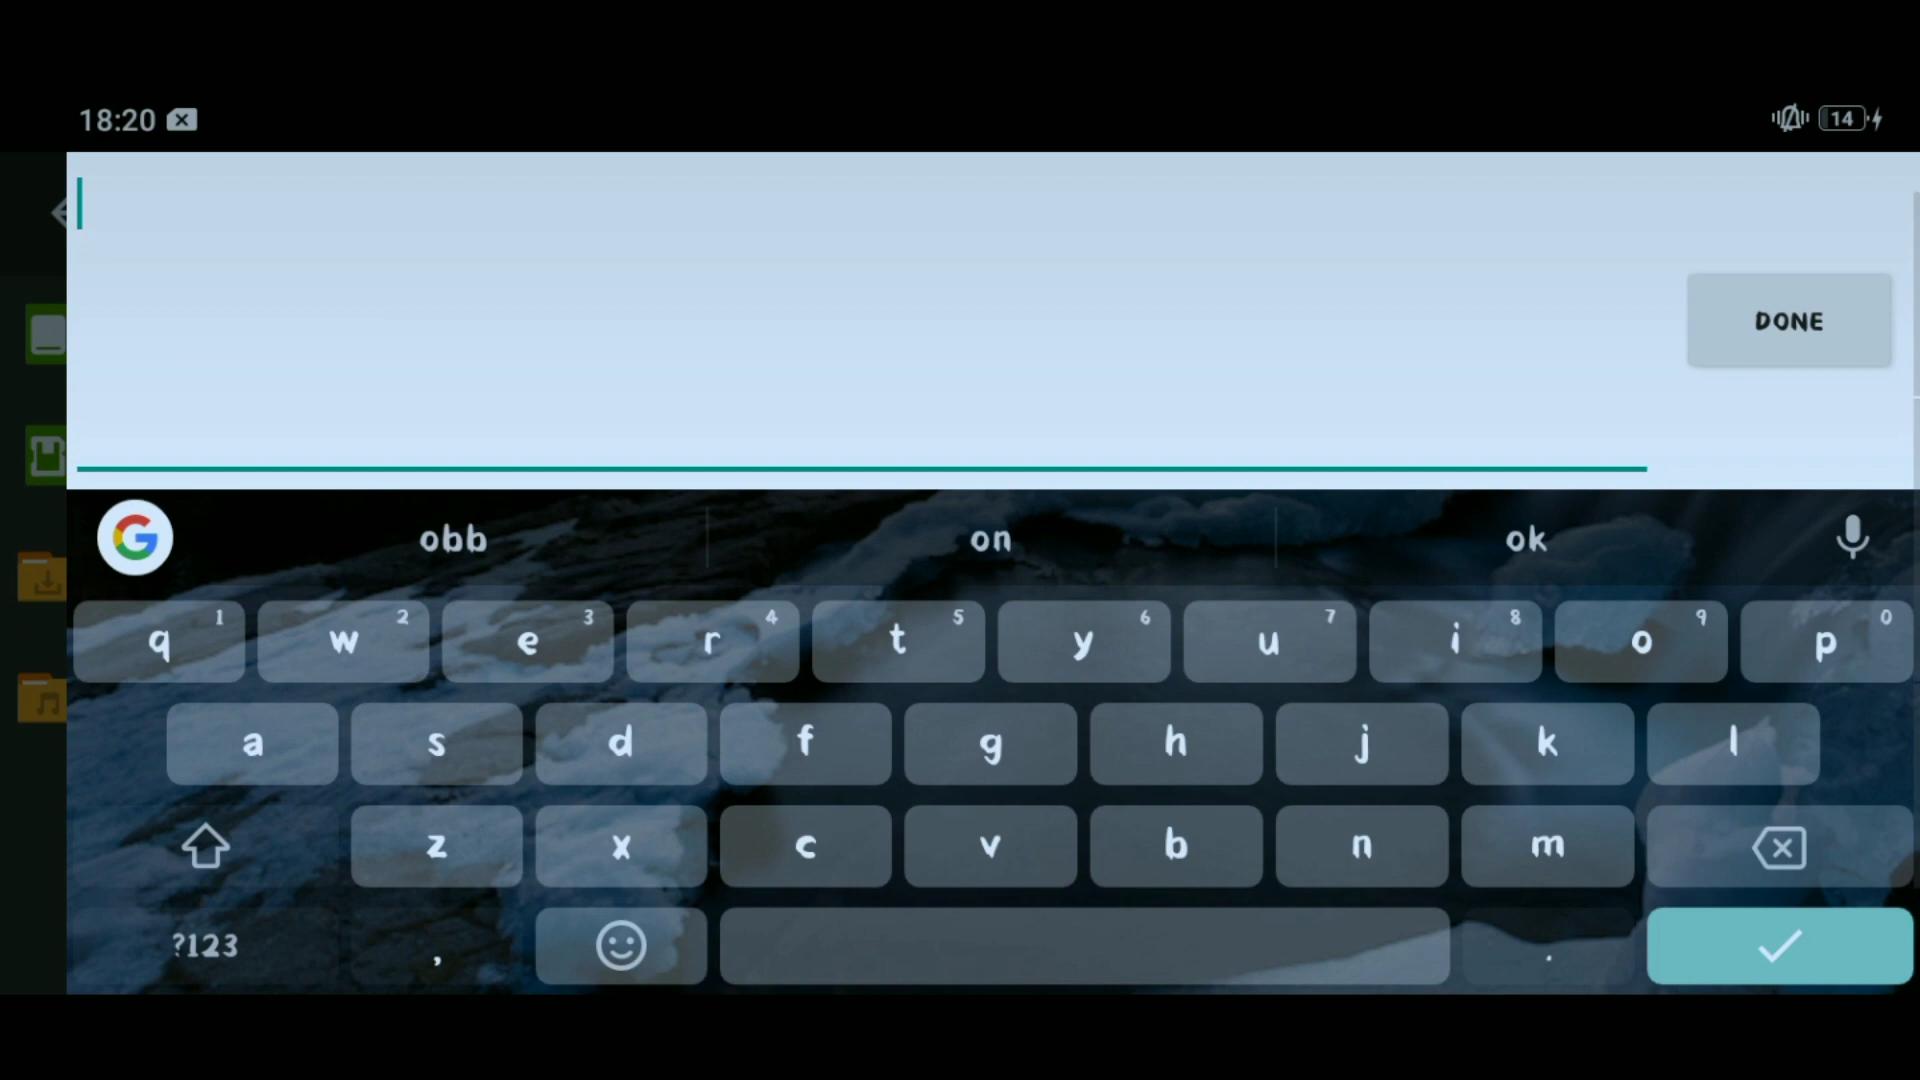 18:20 14
DONE
obb on ok
q 1 w 2 e 3 r 4 t 5 y 6 u 7 i 8 o 9 p 0
a s d f g h j k l
z x c v b n m
?123 , .